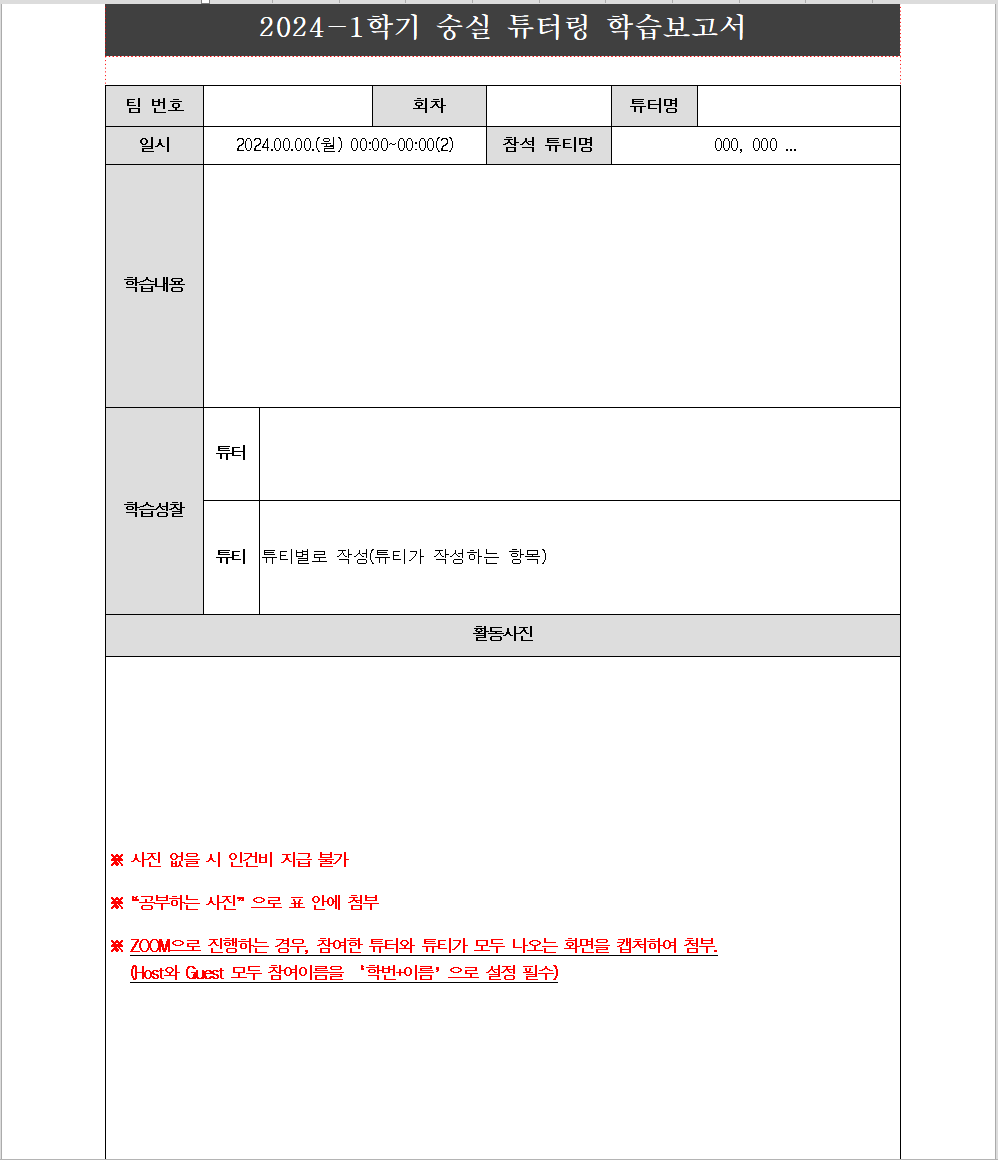 2024-1학기 숭실 튜터링 학습보고서
팀 번호 회차 튜터명
일시 2024.00.00.(월) 00:00~00:00(2) 참석 튜티명 000, 000 ...
학습내용
학습성찰
튜터
튜티 튜티별로 작성(튜티가 작성하는 항목)
활동사진
※ 사진 없을 시 인건비 지급 불가
※ “공부하는 사진” 으로 표 안에 첨부
※ ZOOM으로 진행하는 경우, 참여한 튜터와 튜티가 모두 나오는 화면을 캡처하여 첨부.
(Host와 Guest 모두 참여이름을 ‘학번+이름’ 으로 설정 필수)